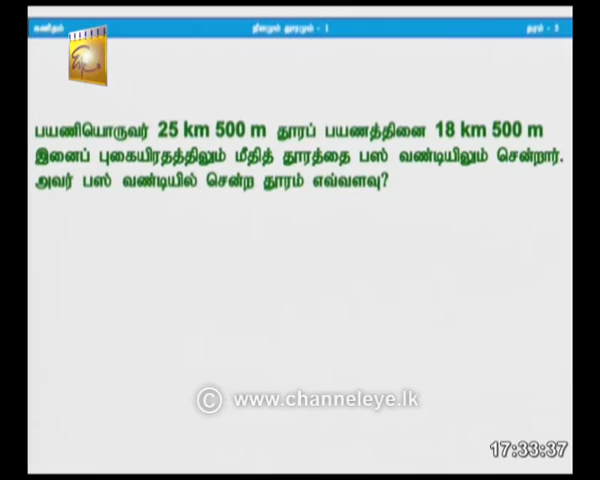 கணிதம்
நீளமும் தூரமும் - 1
தரம் - 5
பயணியொருவர் 25 km 500 m தூரப் பயணத்தினை 18 km 500 m
இனைப் புகையிரதத்திலும் மீதித் தூரத்தை பஸ் வண்டியிலும் சென்றார்.
அவர் பஸ் வண்டியில் சென்ற தூரம் எவ்வளவு?
© www.channeleye.lk
17:33:37